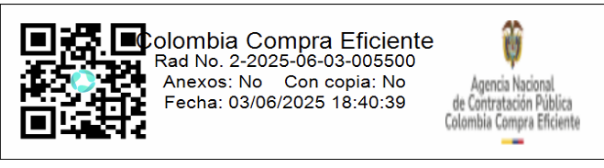 Colombia Compra Eficiente
Rad No. 2-2025-06-03-005500
Anexos: No Con copia: No
Fecha: 03/06/2025 18:40:39
Agencia Nacional
de Contratación Pública
Colombia Compra Eficiente